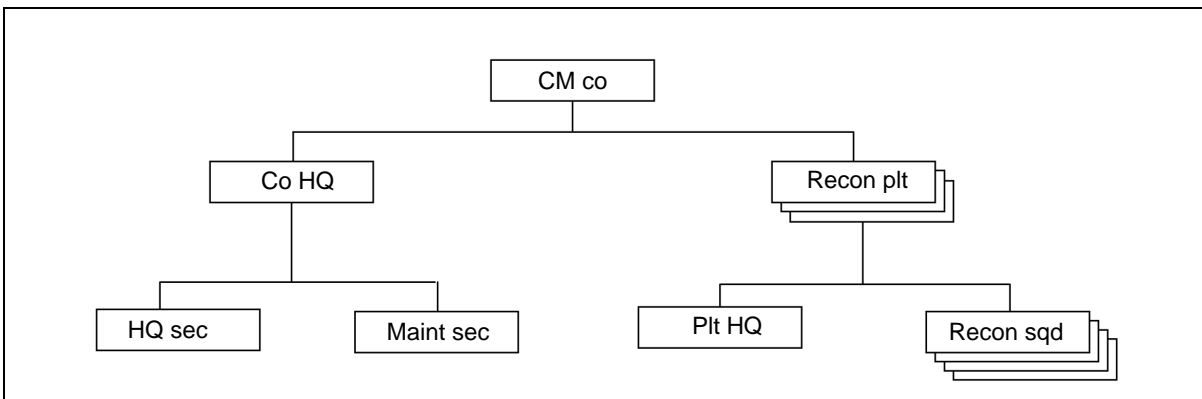 CM co
Co HQ
Recon plt
HQ sec
Maint sec
Plt HQ
Recon sqd